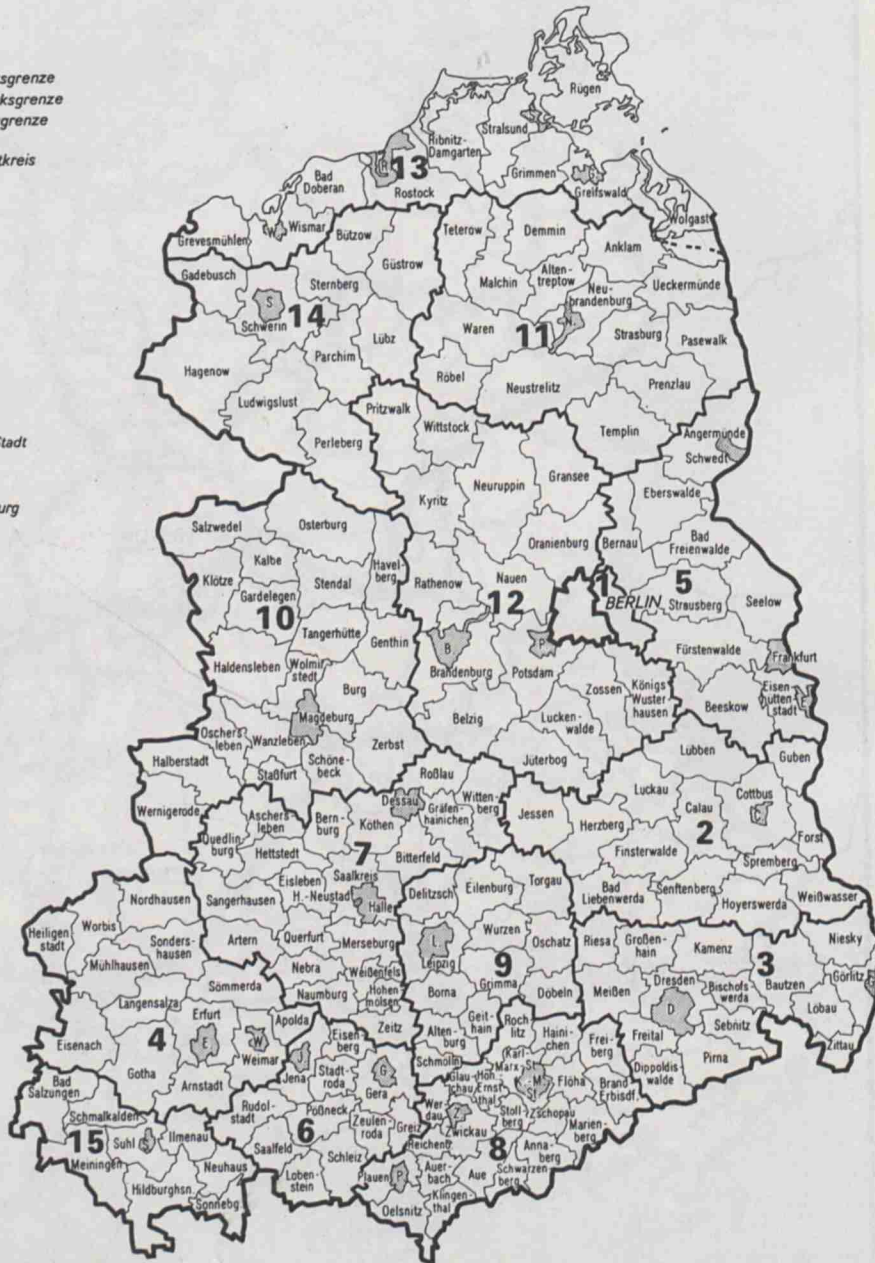 sgrenze
ksgrenze
grenze
tkreis
Stadt
urg
Rügen
Stralsund
Ribnitz-
Damgarten
R
13
Grimmen
G
Greifswald
Bad
Doberan
Rostock
Wolgast
W
Wismar
Grevesmühlen
Bützow
Teterow
Demmin
Anklam
Gadebusch
Güstrow
Sternberg
Malchin
Alten-
treptow
Neu-
brandenburg
Ueckermünde
S
Schwerin
14
Lübz
Waren
11
N.
Strasburg
Pasewalk
Parchim
Hagenow
Röbel
Neustrelitz
Prenzlau
Ludwigslust
Pritzwalk
Wittstock
Templin
Angermünde
Perleberg
Schwedt
Kyritz
Neuruppin
Gransee
Eberswalde
Salzwedel
Osterburg
Oranienburg
Bernau
Bad
Freienwalde
Kalbe
Havel-
berg
Klötze
Stendal
Rathenow
Nauen
12
1
BERLIN
5
Strausberg
Seelow
Gardelegen
10
Tangerhütte
Genthin
B
Brandenburg
P
Potsdam
Fürstenwalde
Frankfurt
Haldensleben
Wolmir
stedt
Burg
Zossen
Königs
Wuster
hausen
Beeskow
Eisen
hütten
stadt
E
Magdeburg
Belzig
Lucken-
walde
Oschers
leben
Wanzleben
Zerbst
Halberstadt
Staßfurt
Schöne-
beck
Jüterbog
Lübben
Guben
Roßlau
Wernigerode
Aschers
leben
Bern-
burg
Köthen
Dessau
Gräfen-
hainichen
Witten-
berg
Jessen
Herzberg
Luckau
Calau
2
Cottbus
C
Forst
Quedlin
burg
Hettstedt
7
Bitterfeld
Finsterwalde
Spremberg
Eisleben
Saalkreis
H.-Neustadt
Halle
Delitzsch
Eilenburg
Torgau
Bad
Liebenwerda
Senftenberg
Hoyerswerda
Weißwasser
Nordhausen
Sangerhausen
Heiligen
stadt
Worbis
Sonders-
hausen
Artern
Querfurt
Merseburg
L
Leipzig
Wurzen
9
Oschatz
Riesa
Großen-
hain
Kamenz
3
Niesky
Mühlhausen
Nebra
Weißenfels
Grimma
Meißen
Dresden
D
Bischofs
werda
Bautzen
Görlitz
G
Sömmerda
Naumburg
Hohen
mölsen
Borna
Döbeln
Löbau
Langensalza
Erfurt
E
Apolda
Zeitz
Alten-
burg
Geit-
hain
Roch
litz
Haini-
chen
Frei-
berg
Freital
Sebnitz
Zittau
Eisenach
4
W
Weimar
J
Jena
Eisen
berg
Schmölln
Dippoldis
walde
Pirna
Gotha
Arnstadt
Stadt-
roda
G
Gera
Glau-
chau
Hoh.
Ernst
thal
Karl-
Marx-St.
K.-M.
St.
Flöha
Brand
Erbisdf.
Bad
Salzungen
Schmalkalden
Rudol-
stadt
Pößneck
Wer-
dau
Z
Zwickau
Stoll
berg
Zschopau
Marien-
berg
15
Suhl
S
Ilmenau
Saalfeld
6
Zeulen-
roda
Greiz
Reichenb
8
Anna-
berg
Meiningen
Neuhaus
Loben-
stein
Schleiz
Plauen
P
Auer-
bach
Aue
Schwarzen
berg
Hildburghsn.
Sonnebg.
Oelsnitz
Klingen-
thal